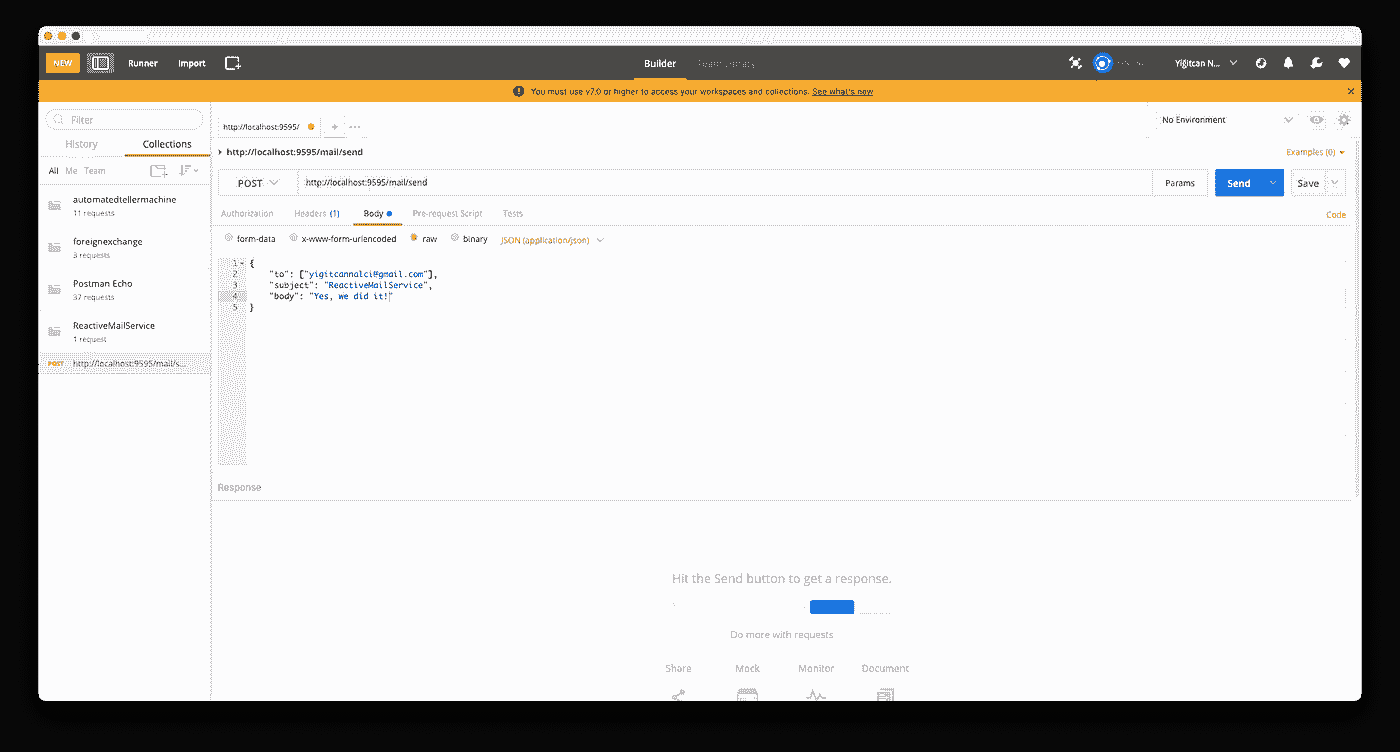 NEW Runner Import Builder Team Library Yiğitcan N...
You must use v7.0 or higher to access your workspaces and collections. See what's new
Filter
History Collections
All Me Team
automatedtellermachine
11 requests
foreignexchange
3 requests
Postman Echo
37 requests
ReactiveMailService
1 request
POST http://localhost:9595/mail/s...
http://localhost:9595/
No Environment
http://localhost:9595/mail/send
Examples (0)
POST http://localhost:9595/mail/send Params Send Save
Authorization Headers (1) Body Pre-request Script Tests Code
form-data x-www-form-urlencoded raw binary JSON (application/json)
1 {
2 "to": ["yigitcannalci@gmail.com"],
3 "subject": "ReactiveMailService",
4 "body": "Yes, we did it!"
5 }
Response
Hit the Send button to get a response.
Do more with requests
Share Mock Monitor Document